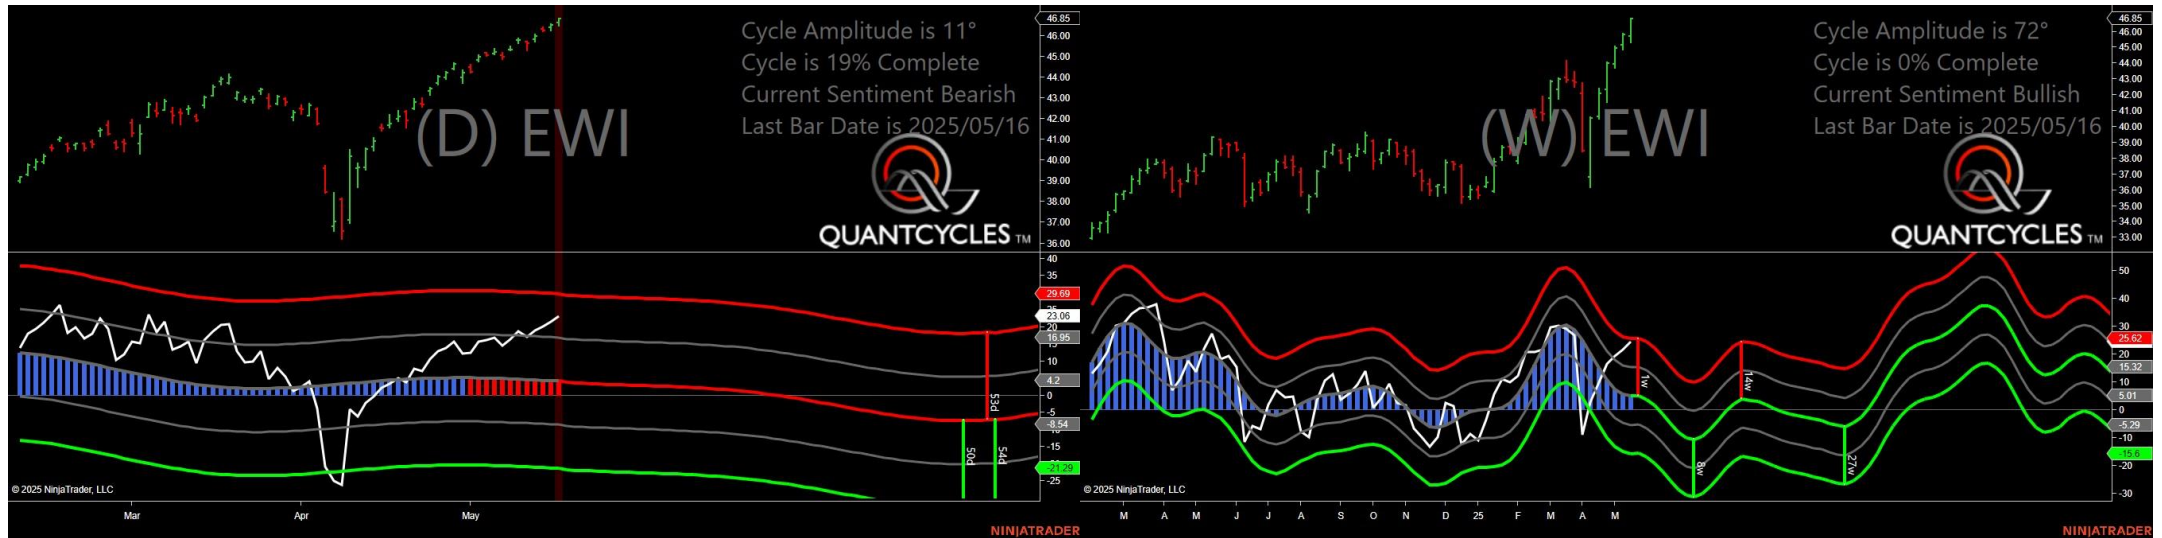 Cycle Amplitude is 11°
Cycle is 19% Complete
Current Sentiment Bearish
Last Bar Date is 2025/05/16
(D) EWI
QUANTCYCLES TM
46.85
46.00
45.00
44.00
43.00
42.00
41.00
40.00
39.00
38.00
37.00
36.00
40
35
29.69
23.06
20
16.95
10
4.2
0
-5
-8.54
-15
-21.29
-25
50d
53d
54d
© 2025 NinjaTrader, LLC
Mar
Apr
May
NINJATRADER
Cycle Amplitude is 72°
Cycle is 0% Complete
Current Sentiment Bullish
Last Bar Date is 2025/05/16
(W) EWI
QUANTCYCLES TM
46.85
46.00
45.00
44.00
43.00
42.00
41.00
40.00
39.00
38.00
37.00
36.00
35.00
34.00
33.00
50
40
30
25.62
20
15.32
10
5.01
0
-5.29
-10
-15.6
-20
-30
1w
8w
14w
27w
© 2025 NinjaTrader, LLC
M
A
M
J
J
A
S
O
N
D
25
F
M
A
M
NINJATRADER